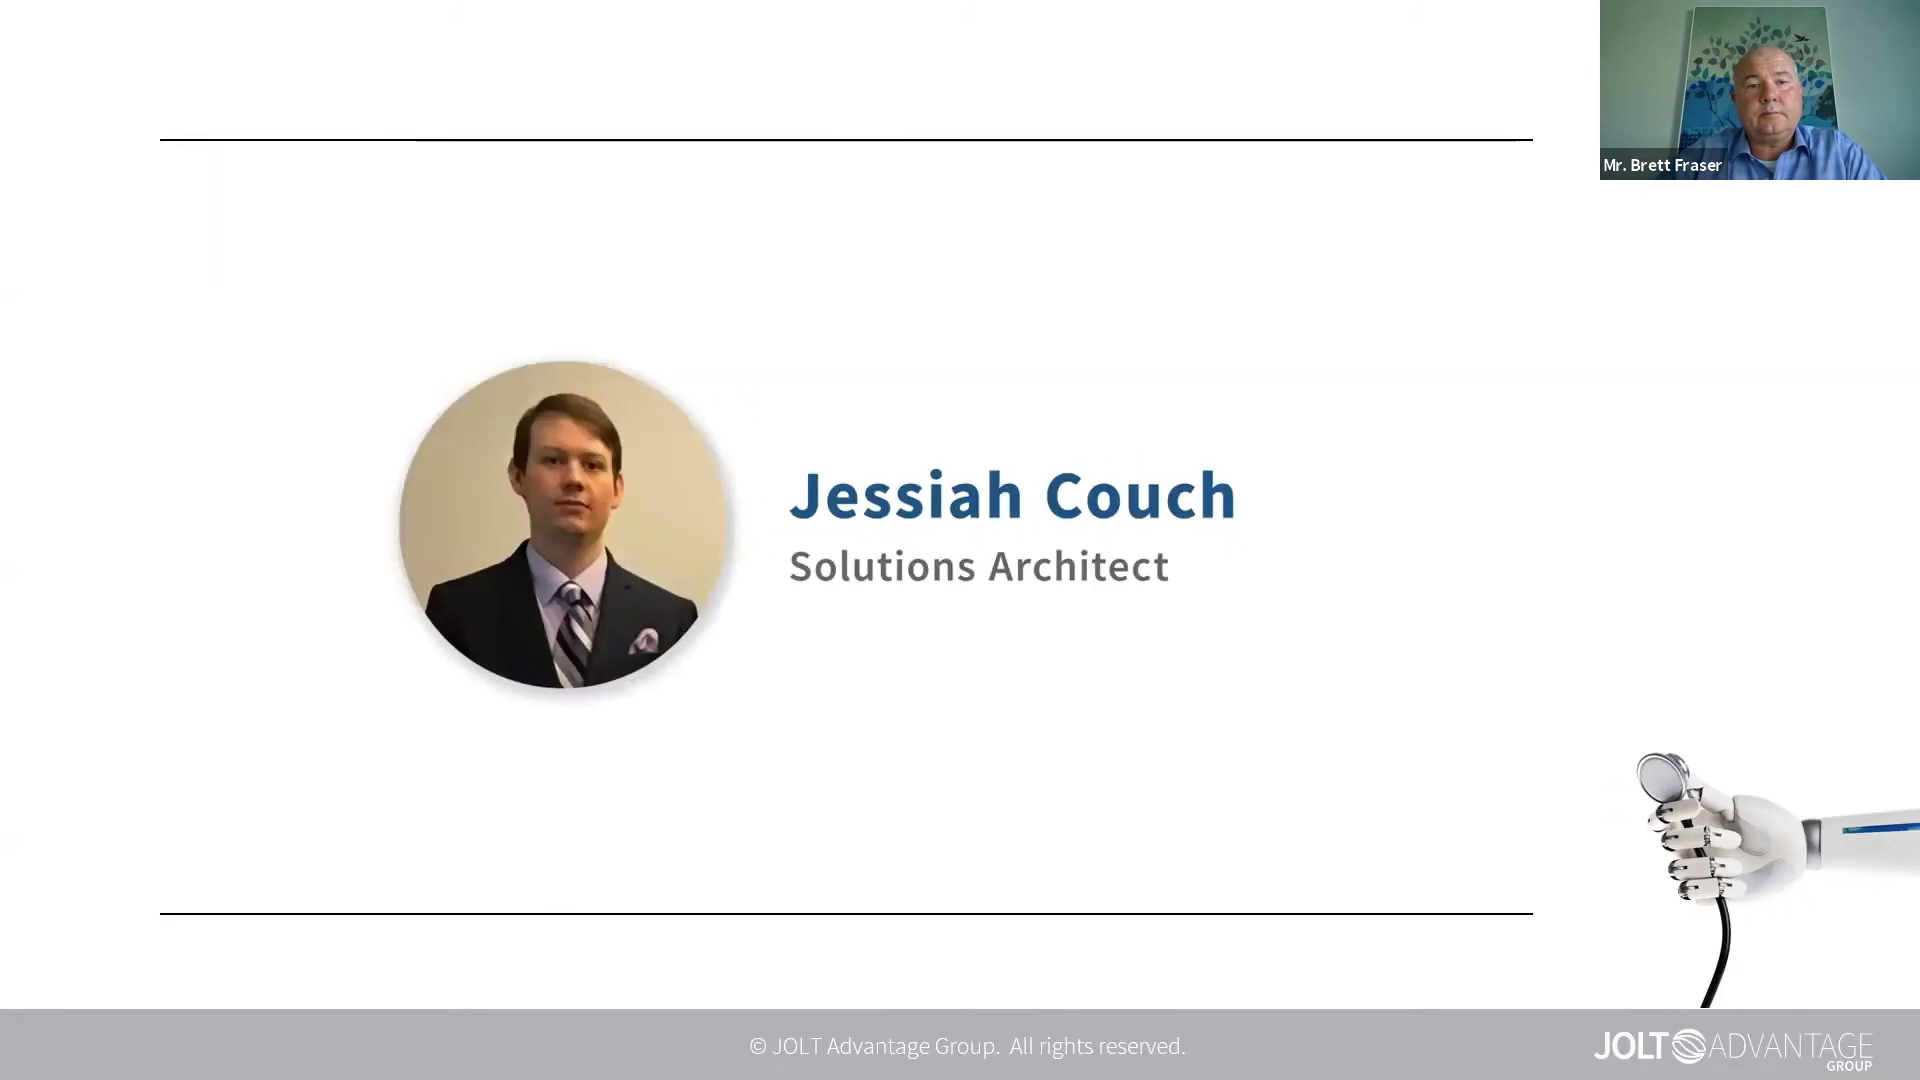 Mr. Brett Fraser
Jessiah Couch
Solutions Architect
© JOLT Advantage Group. All rights reserved.
JOLT ADVANTAGE
GROUP